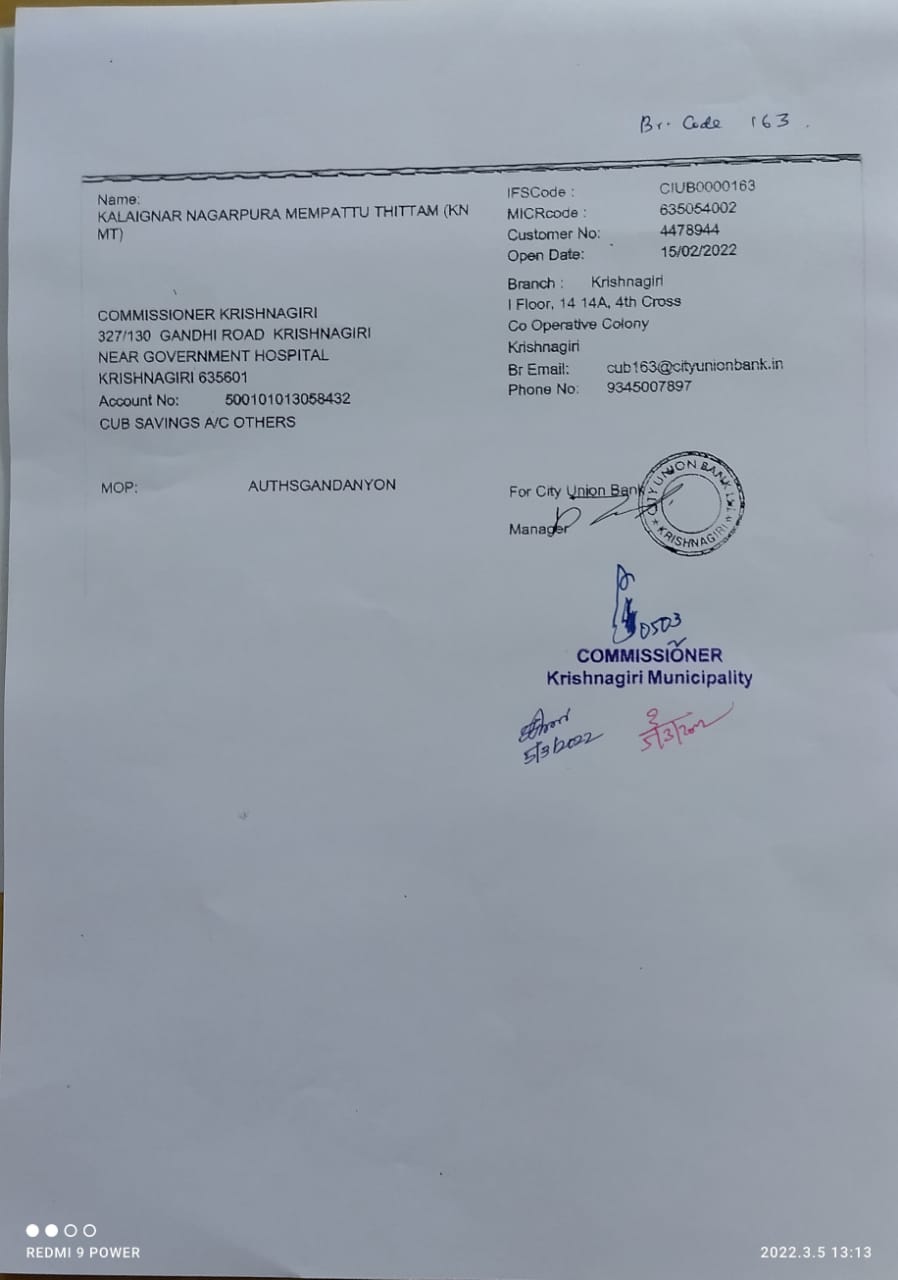 Br. Code 163.
Name:
KALAIGNAR NAGARPURA MEMPATTU THITTAM (KN
MT)
COMMISSIONER KRISHNAGIRI
327/130 GANDHI ROAD KRISHNAGIRI
NEAR GOVERNMENT HOSPITAL
KRISHNAGIRI 635601
Account No: 500101013058432
CUB SAVINGS A/C OTHERS
MOP: AUTHSGANDANYON
IFSCode : CIUB0000163
MICRcode : 635054002
Customer No: 4478944
Open Date: 15/02/2022
Branch : Krishnagiri
I Floor, 14 14A, 4th Cross
Co Operative Colony
Krishnagiri
Br Email: cub163@cityunionbank.in
Phone No: 9345007897
For City Union Bank
Manager
CITY UNION BANK LTD
KRISHNAGIRI
0503
COMMISSIONER
Krishnagiri Municipality
5/3/2022
5/3/2022
REDMI 9 POWER
2022.3.5 13:13